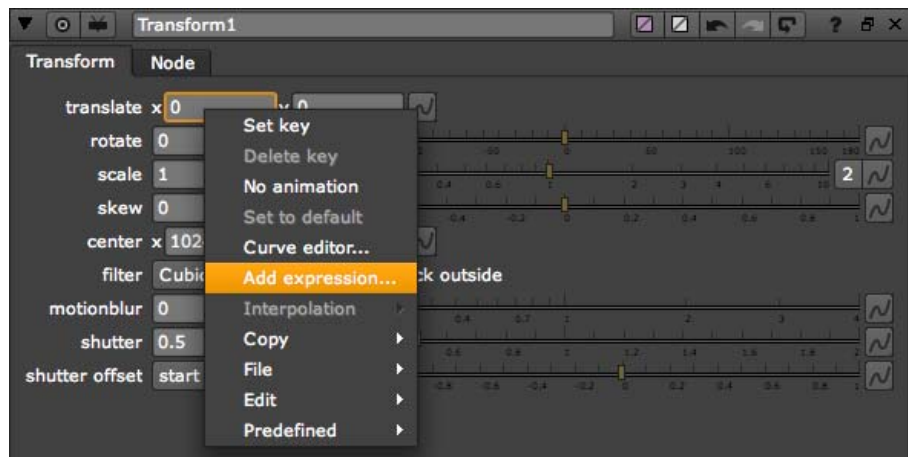 Transform1 ?
Transform Node
translate x 0 y 0
Set key
rotate 0
Delete key
scale 1
No animation
2
skew 0
Set to default
center x 102
Curve editor...
filter Cubic
Add expression...
ck outside
motionblur 0
Interpolation
shutter 0.5
Copy
shutter offset start
File
Edit
Predefined